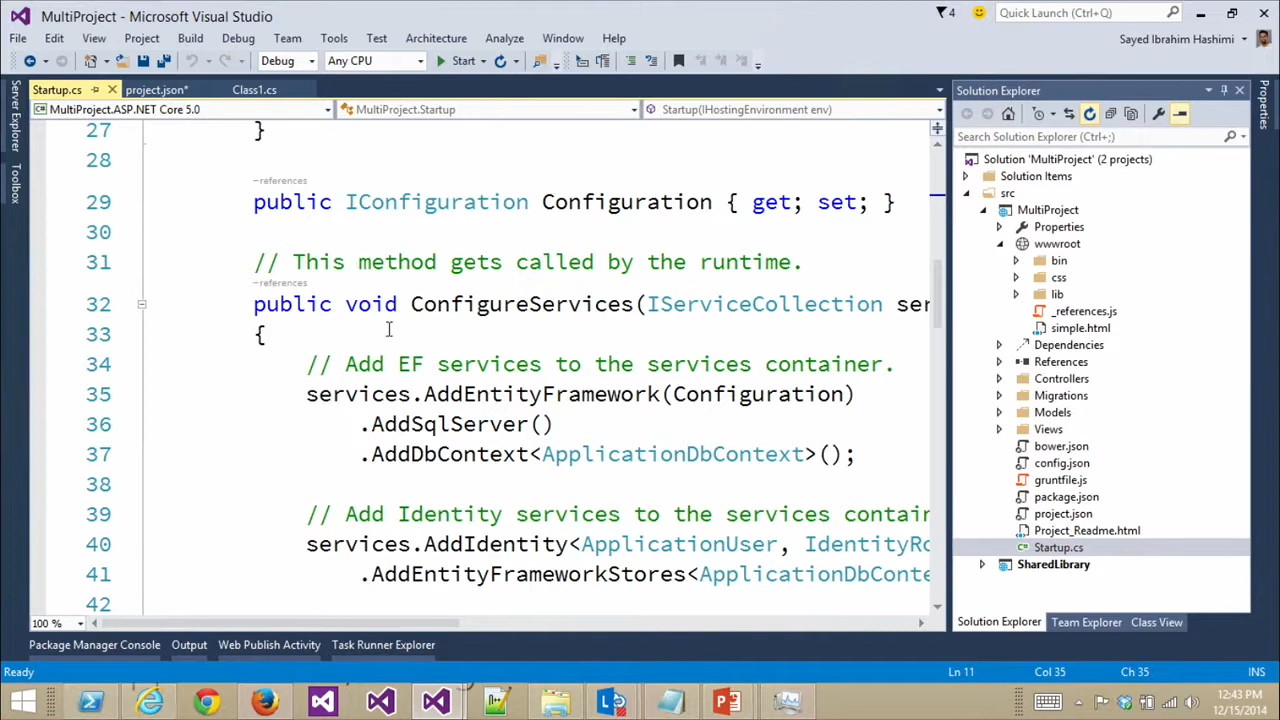 MultiProject - Microsoft Visual Studio
4
Quick Launch (Ctrl+Q)
File Edit View Project Build Debug Team Tools Test Architecture Analyze Window Help
Sayed Ibrahim Hashimi
Debug Any CPU Start
Server Explorer
Toolbox
Startup.cs project.json* Class1.cs
MultiProject.ASP.NET Core 5.0 MultiProject.Startup Startup(IHostingEnvironment env)
27 }
28
-references
29 public IConfiguration Configuration { get; set; }
30
31 // This method gets called by the runtime.
-references
32 public void ConfigureServices(IServiceCollection ser
33 {
34 // Add EF services to the services container.
35 services.AddEntityFramework(Configuration)
36 .AddSqlServer()
37 .AddDbContext<ApplicationDbContext>();
38
39 // Add Identity services to the services contain
40 services.AddIdentity<ApplicationUser, IdentityRo
41 .AddEntityFrameworkStores<ApplicationDbConte
42
100 %
Solution Explorer
Search Solution Explorer (Ctrl+;)
Solution 'MultiProject' (2 projects)
Solution Items
src
MultiProject
Properties
wwwroot
bin
css
lib
_references.js
simple.html
Dependencies
References
Controllers
Migrations
Models
Views
bower.json
config.json
gruntfile.js
package.json
project.json
Project_Readme.html
Startup.cs
SharedLibrary
Solution Explorer Team Explorer Class View
Properties
Package Manager Console Output Web Publish Activity Task Runner Explorer
Ready Ln 11 Col 35 Ch 35 INS
12:43 PM
12/15/2014